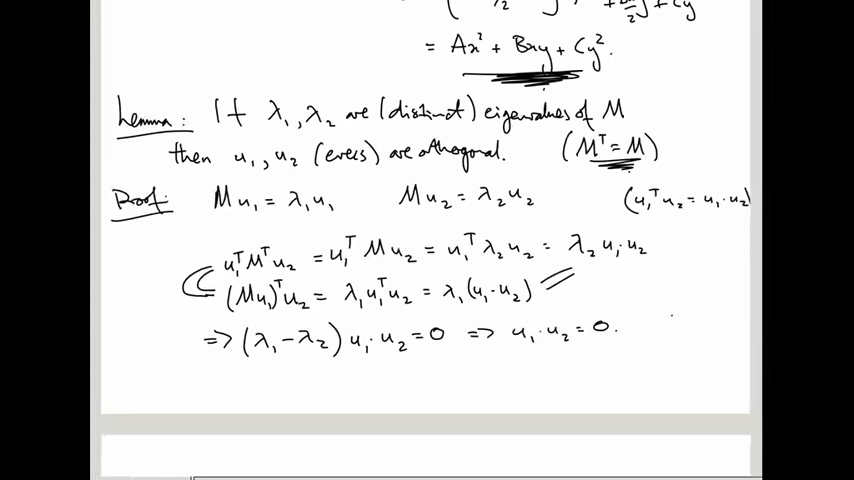 = Ax² + Bxy + Cy².
Lemma: If λ₁, λ₂ are (distinct) eigenvalues of M
then u₁, u₂ (evecs) are orthogonal. (Mᵀ = M)
Proof: Mu₁ = λ₁u₁ Mu₂ = λ₂u₂ (u₁ᵀu₂ = u₁·u₂)
u₁ᵀMᵀu₂ = u₁ᵀMu₂ = u₁ᵀλ₂u₂ = λ₂u₁·u₂
(Mu₁)ᵀu₂ = λ₁u₁ᵀu₂ = λ₁(u₁·u₂)
=> (λ₁ - λ₂) u₁·u₂ = 0 => u₁·u₂ = 0.